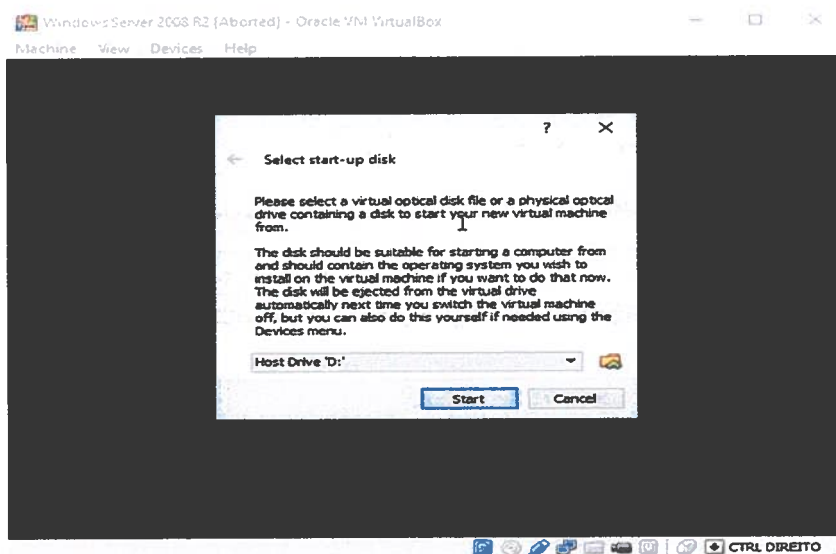 Windows Server 2008 R2 [Aborted] - Oracle VM VirtualBox
Machine View Devices Help
? ×
Select start-up disk
Please select a virtual optical disk file or a physical optical
drive containing a disk to start your new virtual machine
from.
The disk should be suitable for starting a computer from
and should contain the operating system you wish to
install on the virtual machine if you want to do that now.
The disk will be ejected from the virtual drive
automatically next time you switch the virtual machine
off, but you can also do this yourself if needed using the
Devices menu.
Host Drive 'D:'
Start Cancel
CTRL DIREITO